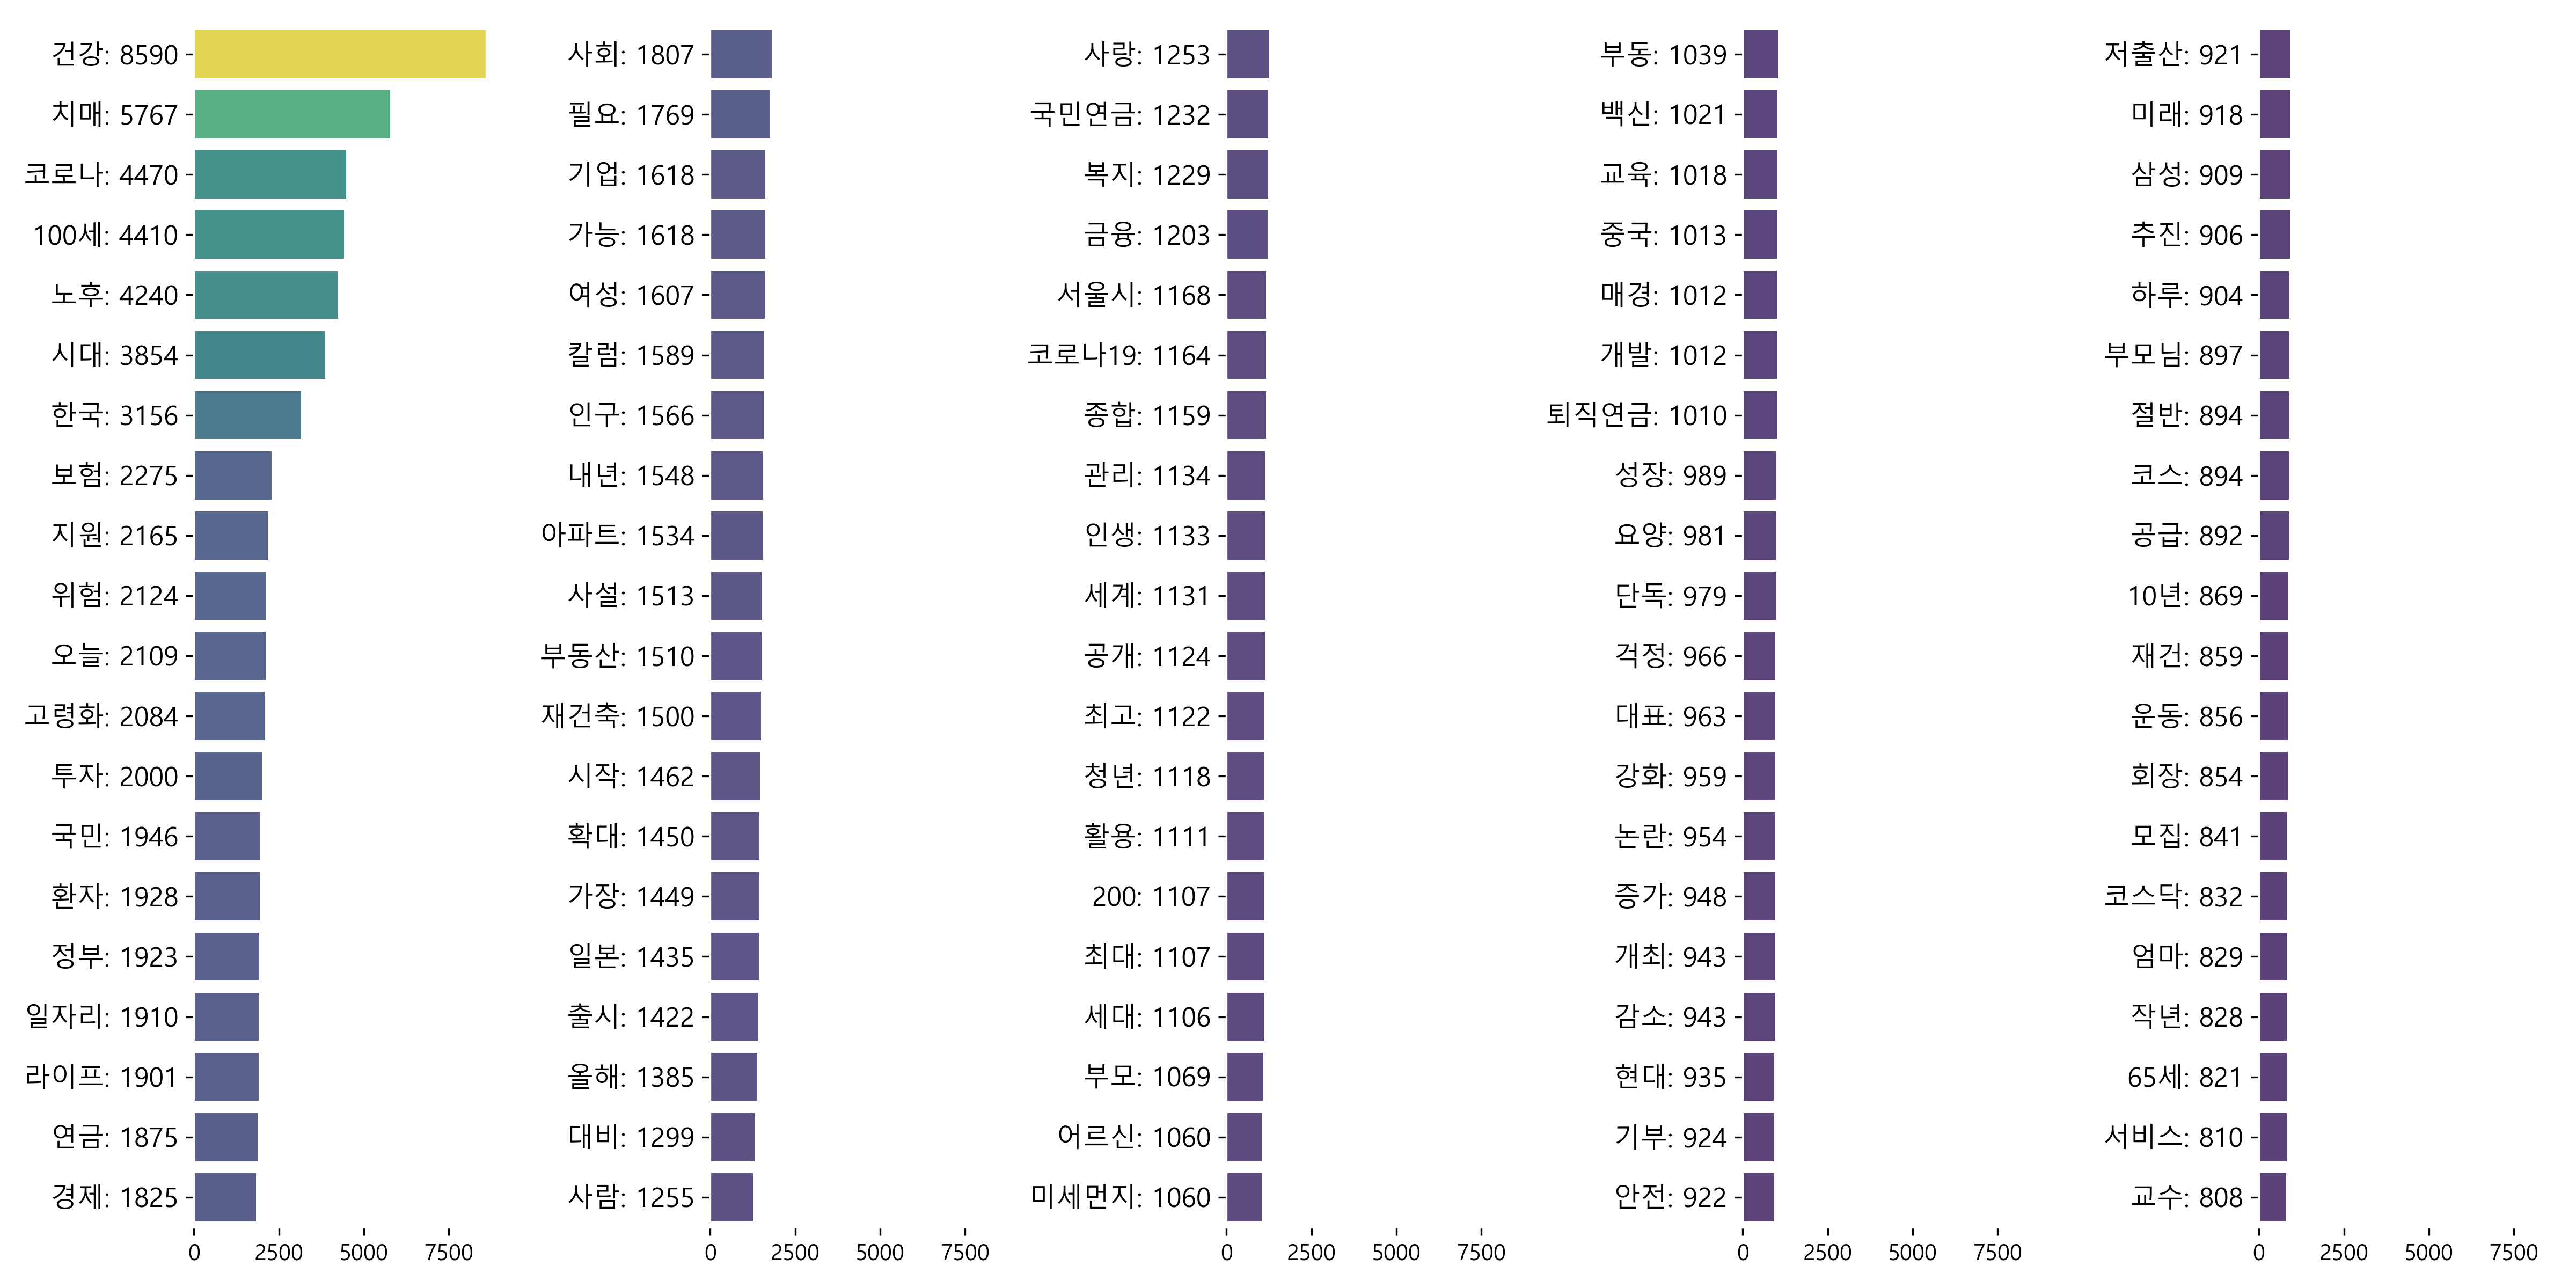 건강: 8590
치매: 5767
코로나: 4470
100세: 4410
노후: 4240
시대: 3854
한국: 3156
보험: 2275
지원: 2165
위험: 2124
오늘: 2109
고령화: 2084
투자: 2000
국민: 1946
환자: 1928
정부: 1923
일자리: 1910
라이프: 1901
연금: 1875
경제: 1825
0 2500 5000 7500
사회: 1807
필요: 1769
기업: 1618
가능: 1618
여성: 1607
칼럼: 1589
인구: 1566
내년: 1548
아파트: 1534
사설: 1513
부동산: 1510
재건축: 1500
시작: 1462
확대: 1450
가장: 1449
일본: 1435
출시: 1422
올해: 1385
대비: 1299
사람: 1255
0 2500 5000 7500
사랑: 1253
국민연금: 1232
복지: 1229
금융: 1203
서울시: 1168
코로나19: 1164
종합: 1159
관리: 1134
인생: 1133
세계: 1131
공개: 1124
최고: 1122
청년: 1118
활용: 1111
200: 1107
최대: 1107
세대: 1106
부모: 1069
어르신: 1060
미세먼지: 1060
0 2500 5000 7500
부동: 1039
백신: 1021
교육: 1018
중국: 1013
매경: 1012
개발: 1012
퇴직연금: 1010
성장: 989
요양: 981
단독: 979
걱정: 966
대표: 963
강화: 959
논란: 954
증가: 948
개최: 943
감소: 943
현대: 935
기부: 924
안전: 922
0 2500 5000 7500
저출산: 921
미래: 918
삼성: 909
추진: 906
하루: 904
부모님: 897
절반: 894
코스: 894
공급: 892
10년: 869
재건: 859
운동: 856
회장: 854
모집: 841
코스닥: 832
엄마: 829
작년: 828
65세: 821
서비스: 810
교수: 808
0 2500 5000 7500